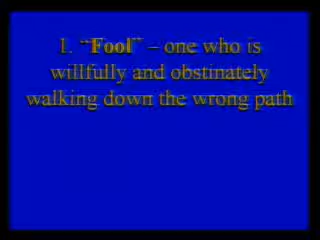 1. “Fool” – one who is
willfully and obstinately
walking down the wrong path